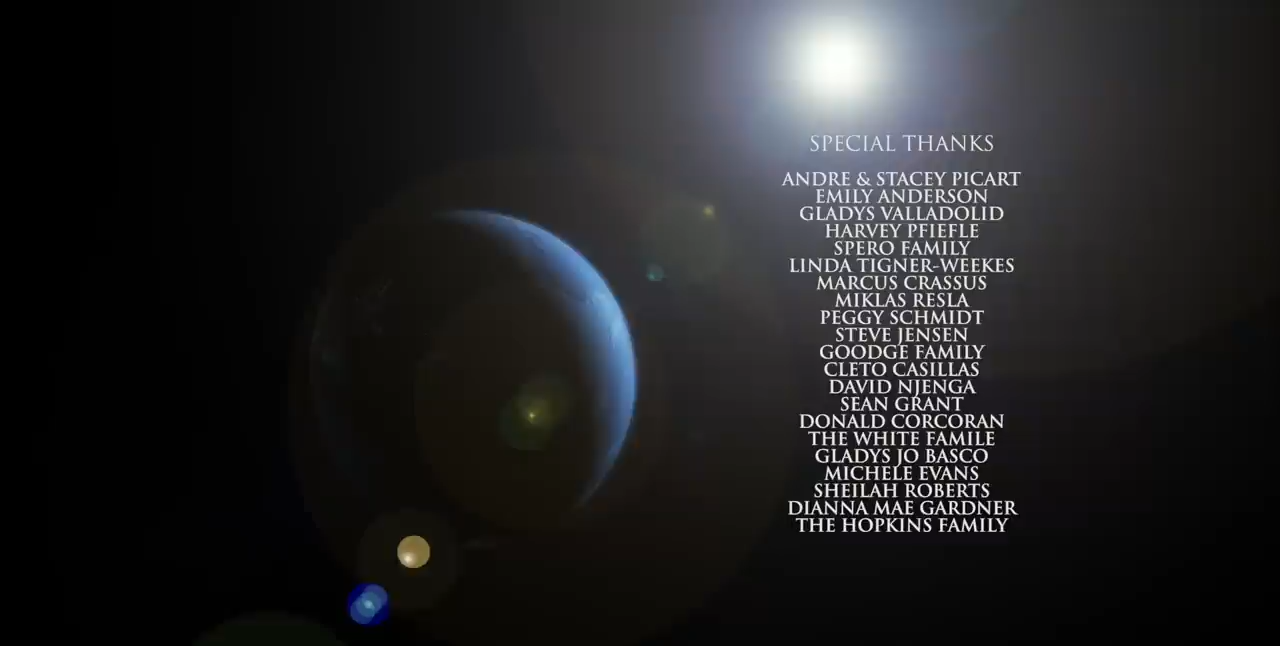 SPECIAL THANKS
ANDRE & STACEY PICART
EMILY ANDERSON
GLADYS VALLADOLID
HARVEY PFIEFLE
SPERO FAMILY
LINDA TIGNER-WEEKES
MARCUS CRASSUS
MIKLAS RESLA
PEGGY SCHMIDT
STEVE JENSEN
GOODGE FAMILY
CLETO CASILLAS
DAVID NJENGA
SEAN GRANT
DONALD CORCORAN
THE WHITE FAMILE
GLADYS JO BASCO
MICHELE EVANS
SHEILAH ROBERTS
DIANNA MAE GARDNER
THE HOPKINS FAMILY